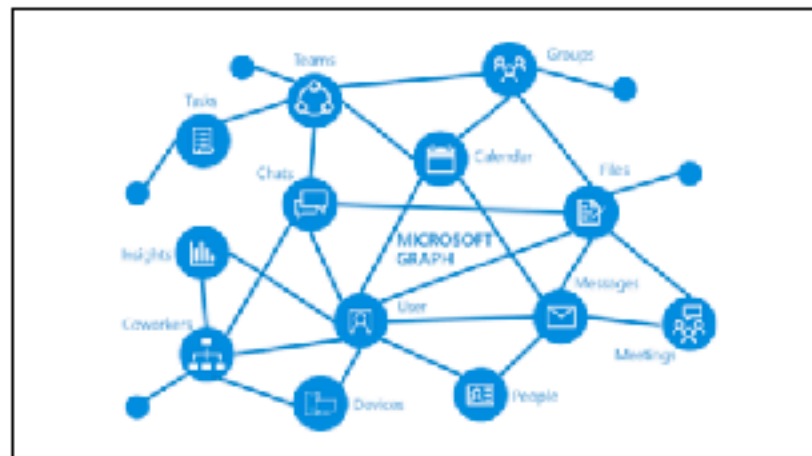 Teams
Groups
Tasks
Calendar
Chats
Files
MICROSOFT
GRAPH
Insights
Messages
User
Coworkers
Meetings
Devices
People